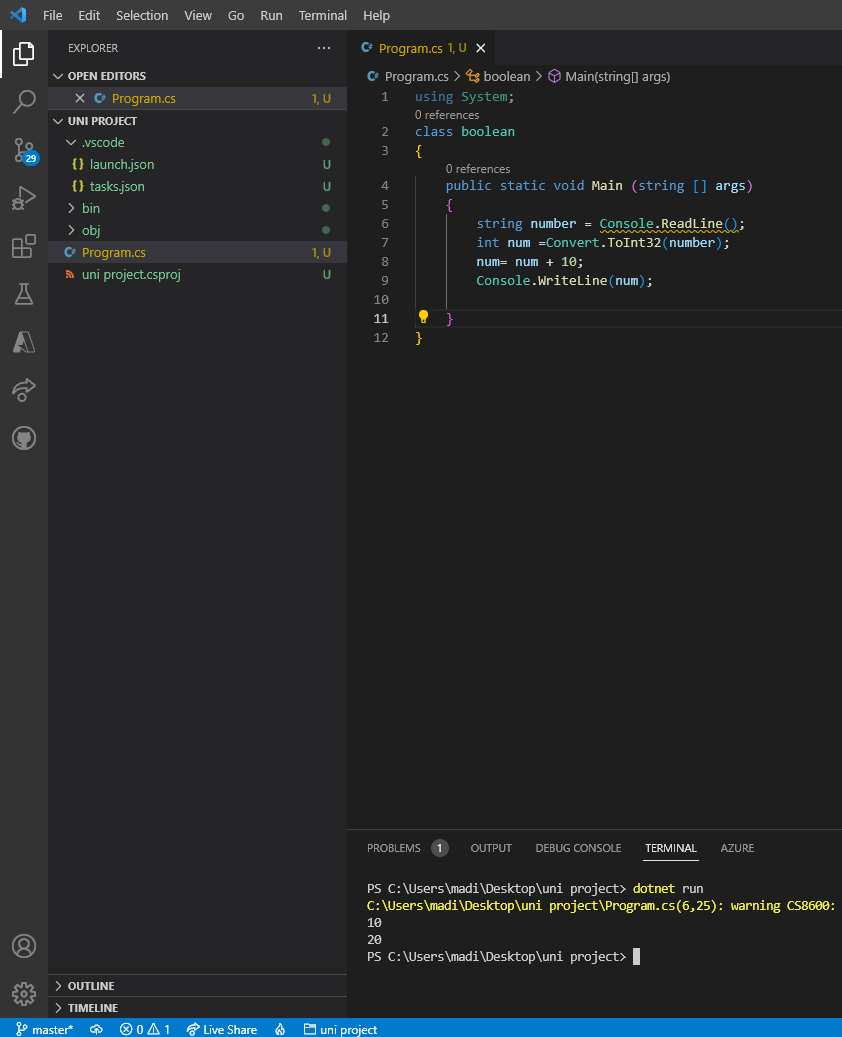 File Edit Selection View Go Run Terminal Help
EXPLORER ...
OPEN EDITORS
Program.cs 1, U
UNI PROJECT
.vscode
launch.json U
tasks.json U
bin
obj
Program.cs 1, U
uni project.csproj U
OUTLINE
TIMELINE
29
Program.cs 1, U
Program.cs > boolean > Main(string[] args)
1 using System;
0 references
2 class boolean
3 {
0 references
4 public static void Main (string [] args)
5 {
6 string number = Console.ReadLine();
7 int num =Convert.ToInt32(number);
8 num= num + 10;
9 Console.WriteLine(num);
10
11 }
12 }
PROBLEMS 1 OUTPUT DEBUG CONSOLE TERMINAL AZURE
PS C:\Users\madi\Desktop\uni project> dotnet run
C:\Users\madi\Desktop\uni project\Program.cs(6,25): warning CS8600:
10
20
PS C:\Users\madi\Desktop\uni project>
master* 0 1 Live Share uni project